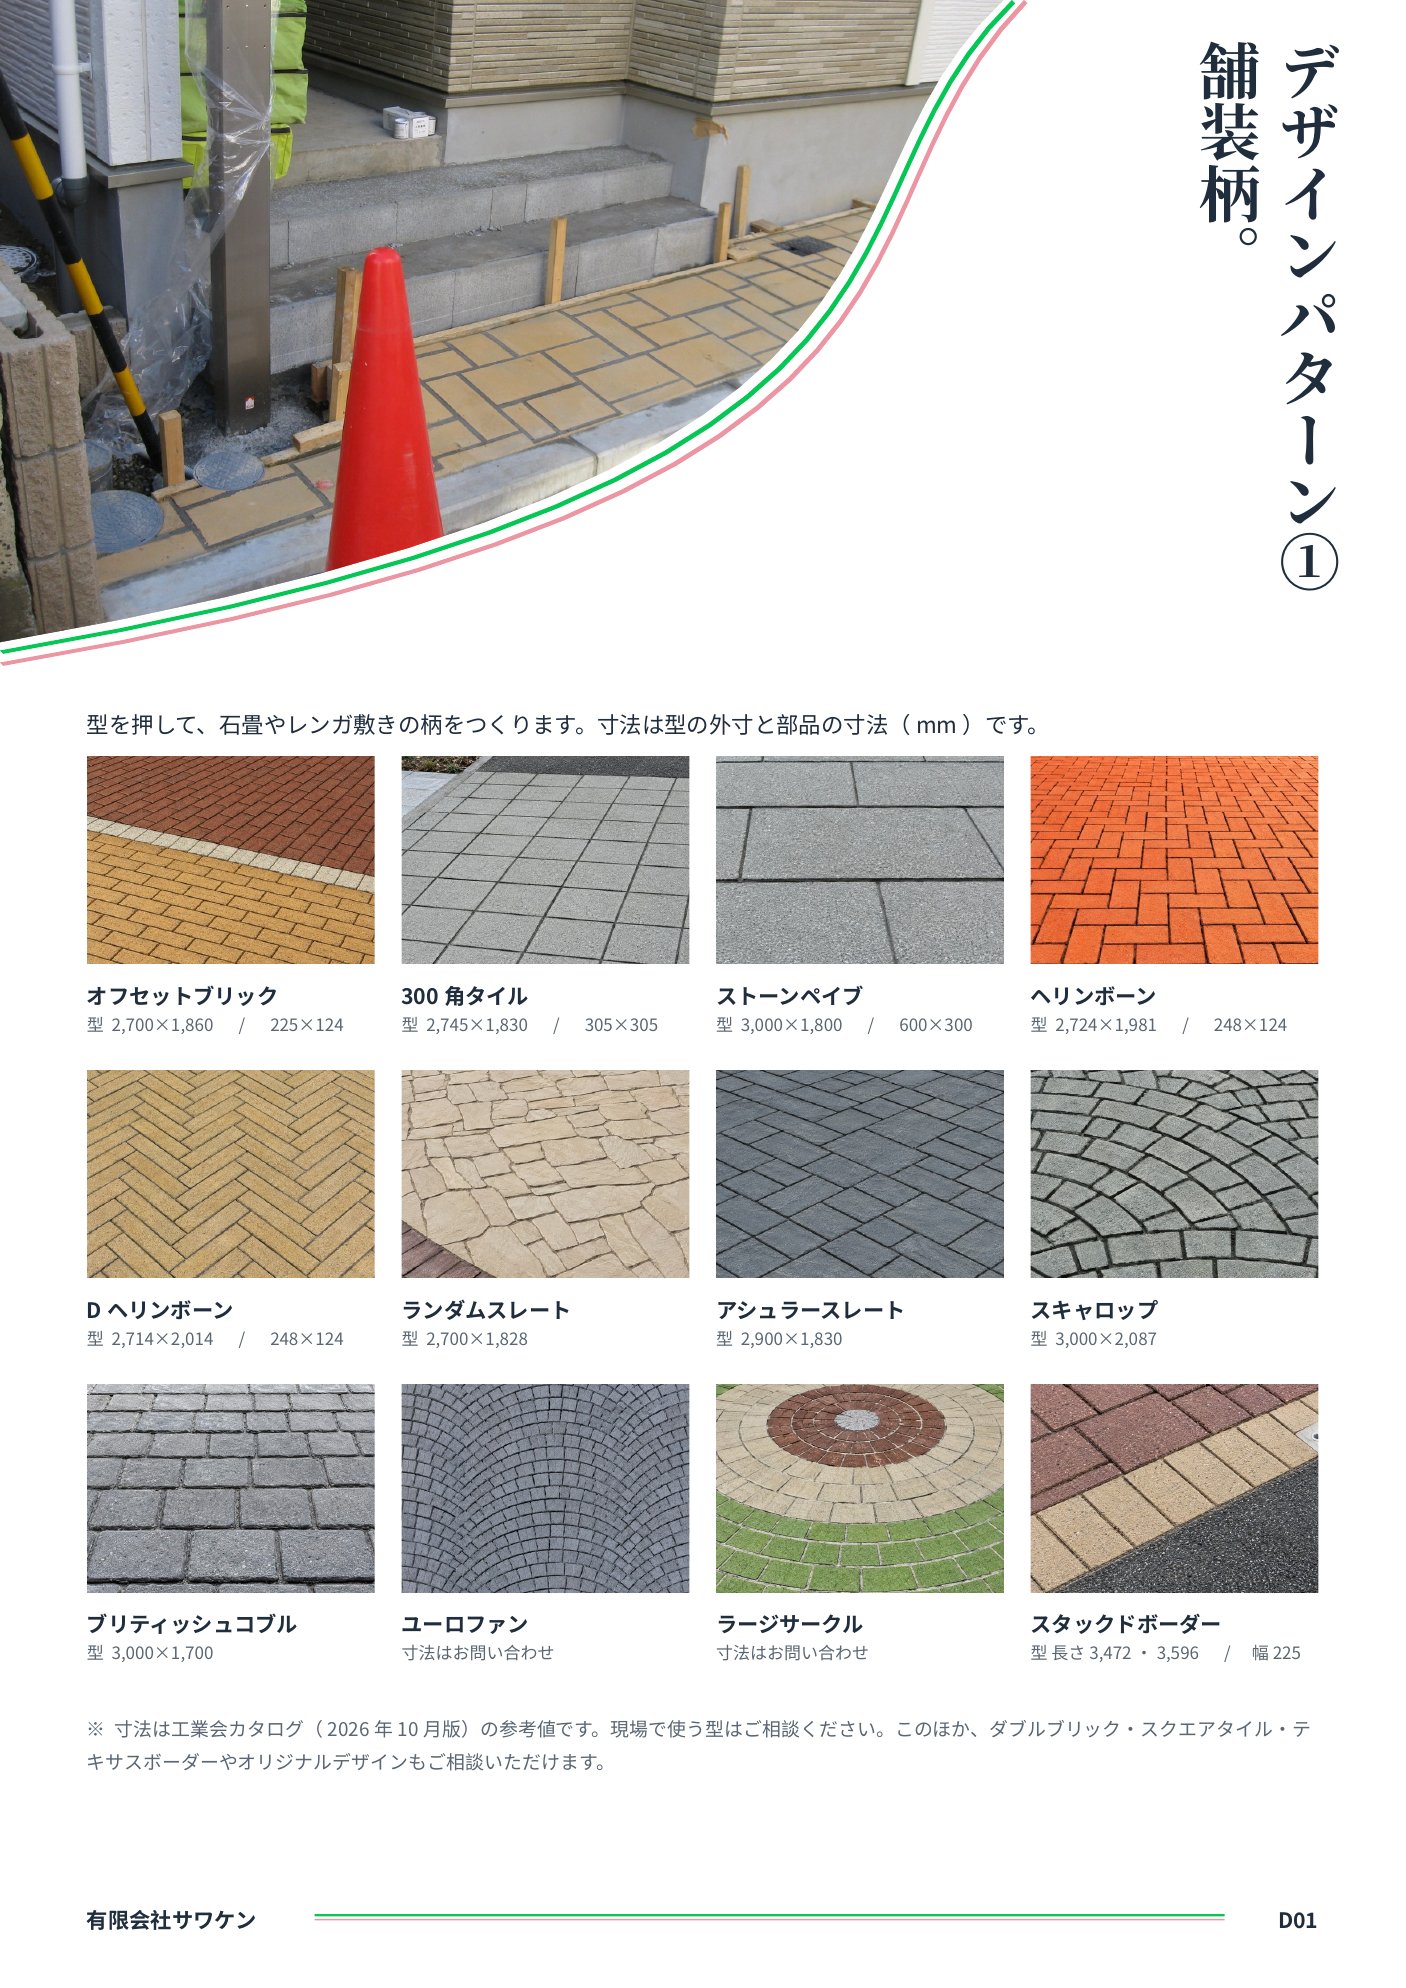 デザインパターン①
舗装柄。
型を押して、石畳やレンガ敷きの柄をつくります。寸法は型の外寸と部品の寸法（mm）です。
オフセットブリック
型 2,700×1,860 / 225×124
300 角タイル
型 2,745×1,830 / 305×305
ストーンペイブ
型 3,000×1,800 / 600×300
ヘリンボーン
型 2,724×1,981 / 248×124
D ヘリンボーン
型 2,714×2,014 / 248×124
ランダムスレート
型 2,700×1,828
アシュラースレート
型 2,900×1,830
スキャロップ
型 3,000×2,087
ブリティッシュコブル
型 3,000×1,700
ユーロファン
寸法はお問い合わせ
ラージサークル
寸法はお問い合わせ
スタックドボーダー
型 長さ 3,472 ・ 3,596 / 幅 225
※ 寸法は工業会カタログ（2026 年 10 月版）の参考値です。現場で使う型はご相談ください。このほか、ダブルブリック・スクエアタイル・テ
キサスボーダーやオリジナルデザインもご相談いただけます。
有限会社サワケン
D01